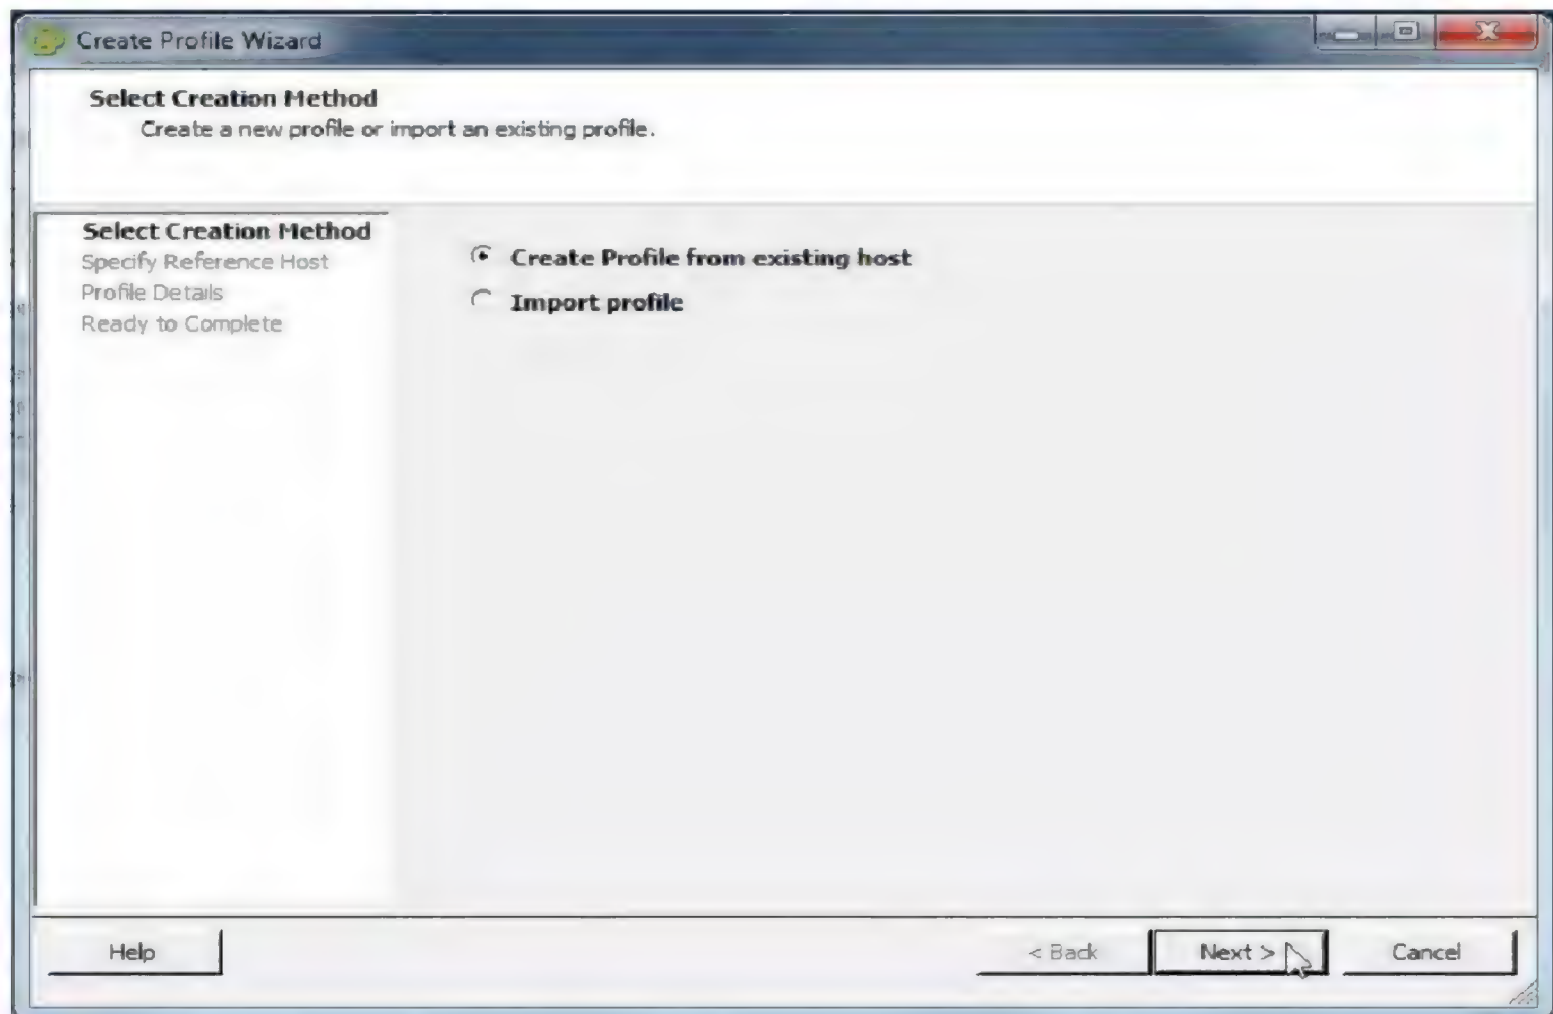 Create Profile Wizard
Select Creation Method
Create a new profile or import an existing profile.
Select Creation Method
Specify Reference Host
Profile Details
Ready to Complete
Create Profile from existing host
Import profile
Help
< Back
Next >
Cancel